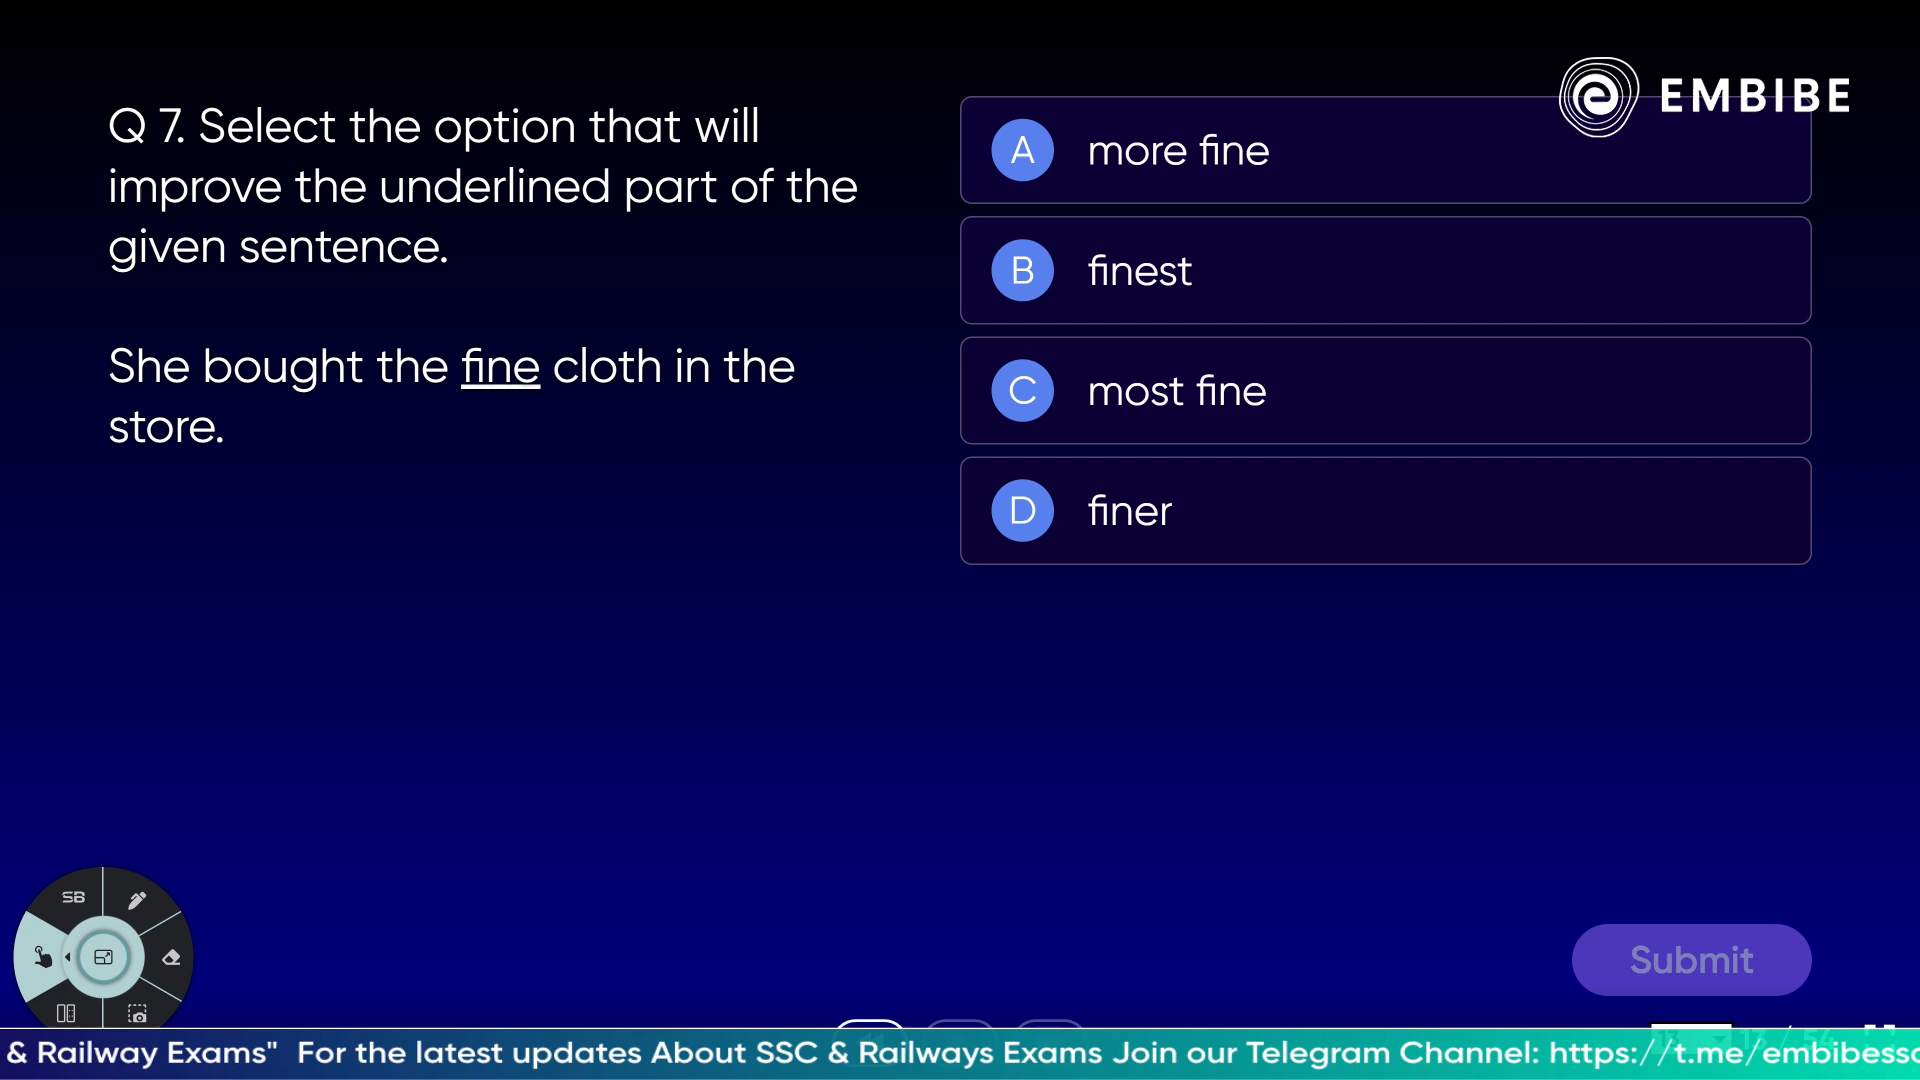 EMBIBE
Q 7. Select the option that will
improve the underlined part of the
given sentence.
She bought the fine cloth in the
store.
A more fine
B finest
C most fine
D finer
SB
Submit
& Railway Exams" For the latest updates About SSC & Railways Exams Join our Telegram Channel: https://t.me/embibessc